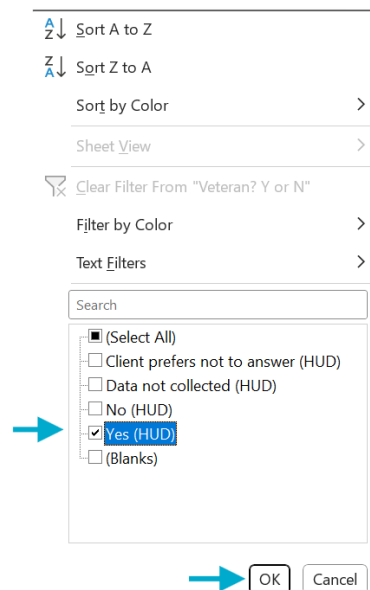 Sort A to Z
Sort Z to A
Sort by Color
Sheet View
Clear Filter From "Veteran? Y or N"
Filter by Color
Text Filters
Search
(Select All)
Client prefers not to answer (HUD)
Data not collected (HUD)
No (HUD)
Yes (HUD)
(Blanks)
OK Cancel